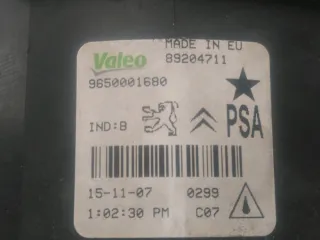 Valeo MADE IN EU
89204711
9650001680
IND:B PSA
15-11-07 0299
1:02:30 PM C07